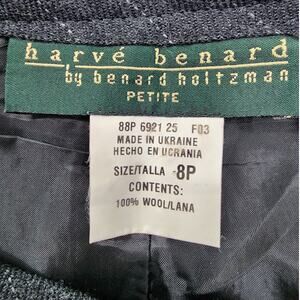 harvé benard
by benard holtzman
PETITE
88P 6921 25 F03
MADE IN UKRAINE
HECHO EN UCRANIA
SIZE/TALLA 8P
CONTENTS:
100% WOOL/LANA